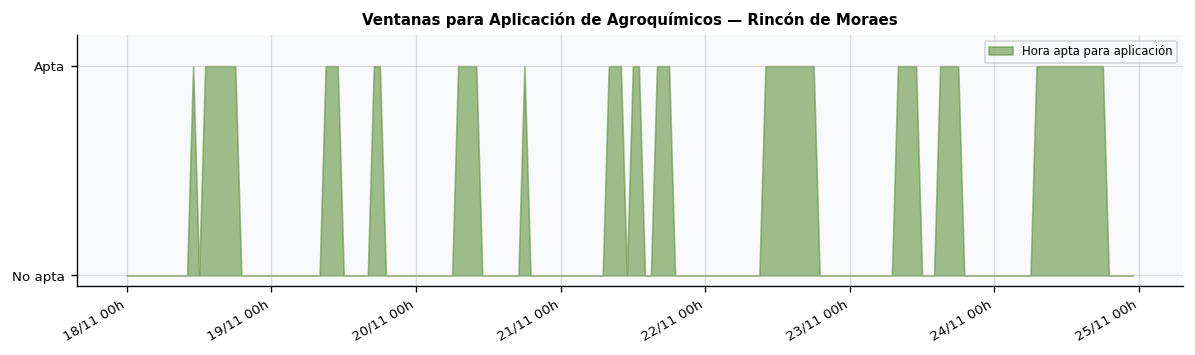 Ventanas para Aplicación de Agroquímicos — Rincón de Moraes
Hora apta para aplicación
Apta
No apta
18/11 00h
19/11 00h
20/11 00h
21/11 00h
22/11 00h
23/11 00h
24/11 00h
25/11 00h